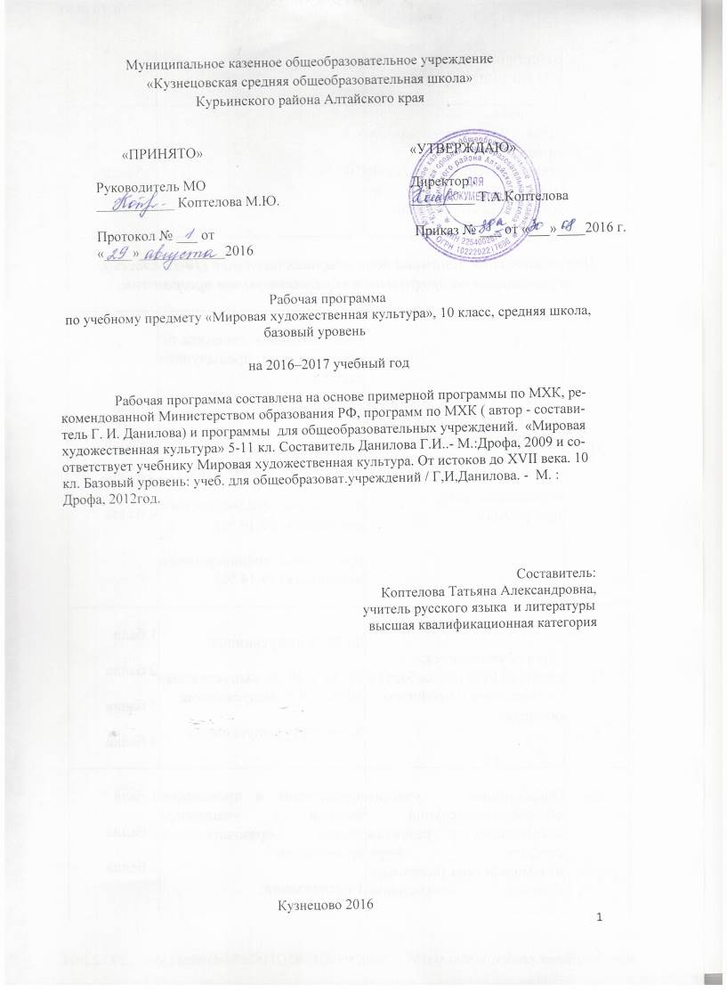 Муниципальное казенное общеобразовательное учреждение
«Кузнецовская средняя общеобразовательная школа»
Курьинского района Алтайского края
«ПРИНЯТО»
Руководитель МО
Коптелова М.Ю.
Протокол № 1 от
« 29 » августа 2016
«УТВЕРЖДАЮ»
Директор
Т.А.Коптелова
Приказ № 38а от « 30 » 08 2016 г.
ДЛЯ
ДОКУМЕНТОВ
Рабочая программа
по учебному предмету «Мировая художественная культура», 10 класс, средняя школа,
базовый уровень
на 2016–2017 учебный год
Рабочая программа составлена на основе примерной программы по МХК, ре-
комендованной Министерством образования РФ, программ по МХК ( автор - состави-
тель Г. И. Данилова) и программы для общеобразовательных учреждений. «Мировая
художественная культура» 5-11 кл. Составитель Данилова Г.И..- М.:Дрофа, 2009 и со-
ответствует учебнику Мировая художественная культура. От истоков до XVII века. 10
кл. Базовый уровень: учеб. для общеобразоват.учреждений / Г,И,Данилова. - М. :
Дрофа, 2012год.
Составитель:
Коптелова Татьяна Александровна,
учитель русского языка и литературы
высшая квалификационная категория
Кузнецово 2016
1